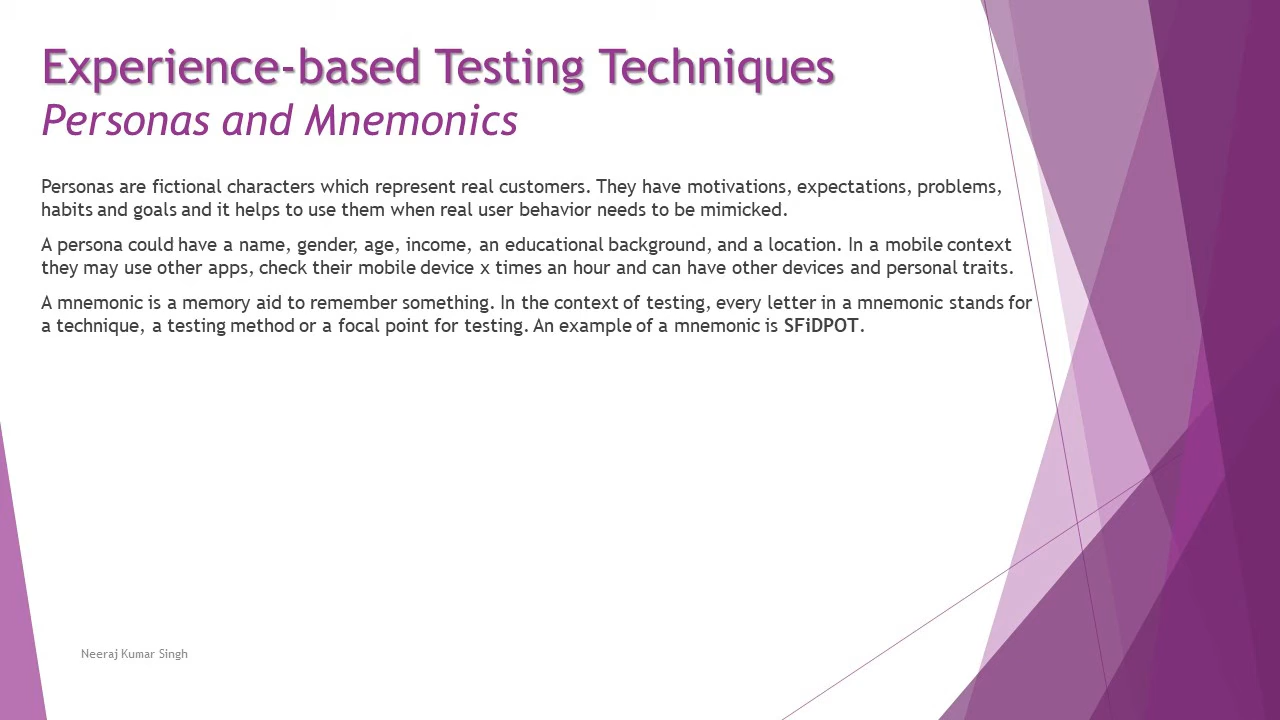 Experience-based Testing Techniques
Personas and Mnemonics
Personas are fictional characters which represent real customers. They have motivations, expectations, problems,
habits and goals and it helps to use them when real user behavior needs to be mimicked.
A persona could have a name, gender, age, income, an educational background, and a location. In a mobile context
they may use other apps, check their mobile device x times an hour and can have other devices and personal traits.
A mnemonic is a memory aid to remember something. In the context of testing, every letter in a mnemonic stands for
a technique, a testing method or a focal point for testing. An example of a mnemonic is SFiDPOT.
Neeraj Kumar Singh